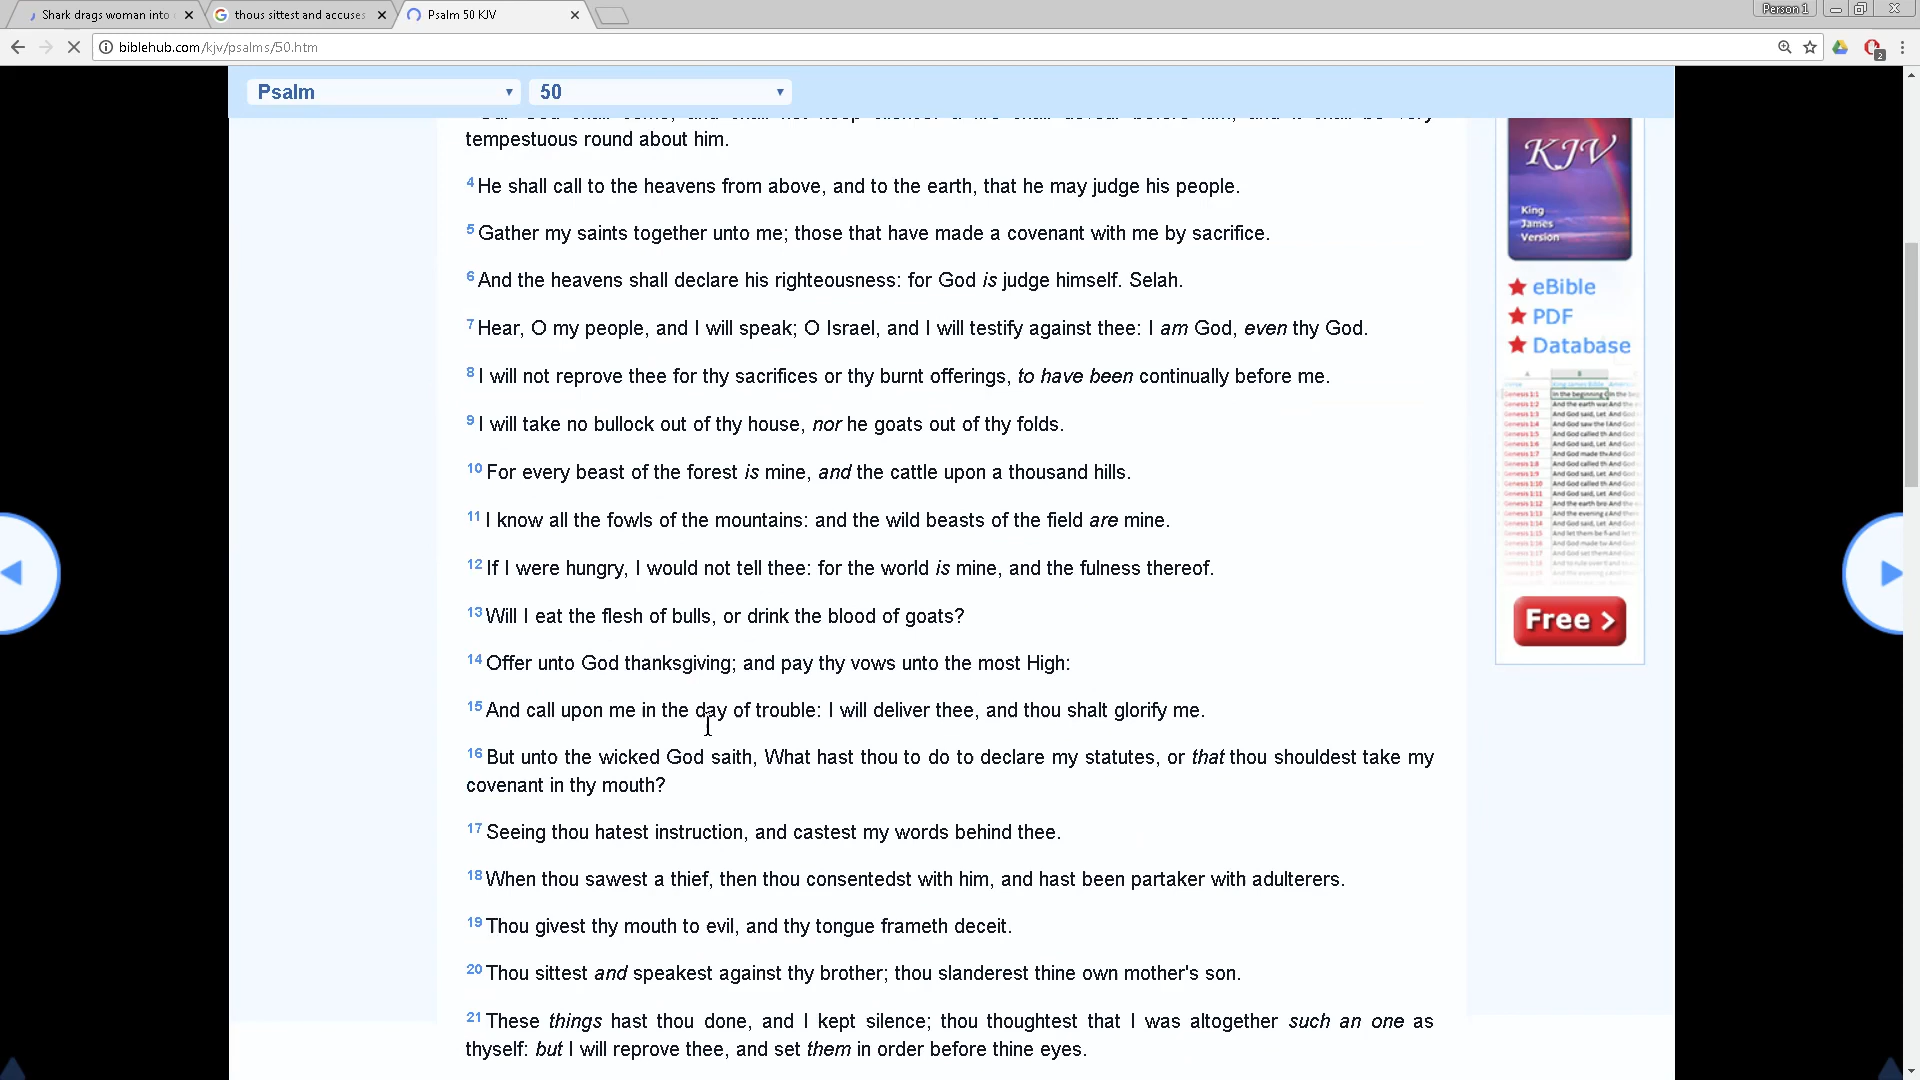 Shark drags woman into
thous sittest and accuses
Psalm 50 KJV
Person 1
biblehub.com/kjv/psalms/50.htm
2
Psalm
50
tempestuous round about him.
4 He shall call to the heavens from above, and to the earth, that he may judge his people.
5 Gather my saints together unto me; those that have made a covenant with me by sacrifice.
6 And the heavens shall declare his righteousness: for God is judge himself. Selah.
7 Hear, O my people, and I will speak; O Israel, and I will testify against thee: I am God, even thy God.
8 I will not reprove thee for thy sacrifices or thy burnt offerings, to have been continually before me.
9 I will take no bullock out of thy house, nor he goats out of thy folds.
10 For every beast of the forest is mine, and the cattle upon a thousand hills.
11 I know all the fowls of the mountains: and the wild beasts of the field are mine.
12 If I were hungry, I would not tell thee: for the world is mine, and the fulness thereof.
13 Will I eat the flesh of bulls, or drink the blood of goats?
14 Offer unto God thanksgiving; and pay thy vows unto the most High:
15 And call upon me in the day of trouble: I will deliver thee, and thou shalt glorify me.
16 But unto the wicked God saith, What hast thou to do to declare my statutes, or that thou shouldest take my
covenant in thy mouth?
17 Seeing thou hatest instruction, and castest my words behind thee.
18 When thou sawest a thief, then thou consentedst with him, and hast been partaker with adulterers.
19 Thou givest thy mouth to evil, and thy tongue frameth deceit.
20 Thou sittest and speakest against thy brother; thou slanderest thine own mother's son.
21 These things hast thou done, and I kept silence; thou thoughtest that I was altogether such an one as
thyself: but I will reprove thee, and set them in order before thine eyes.
KJV
King
James
Version
eBible
PDF
Database
Free >